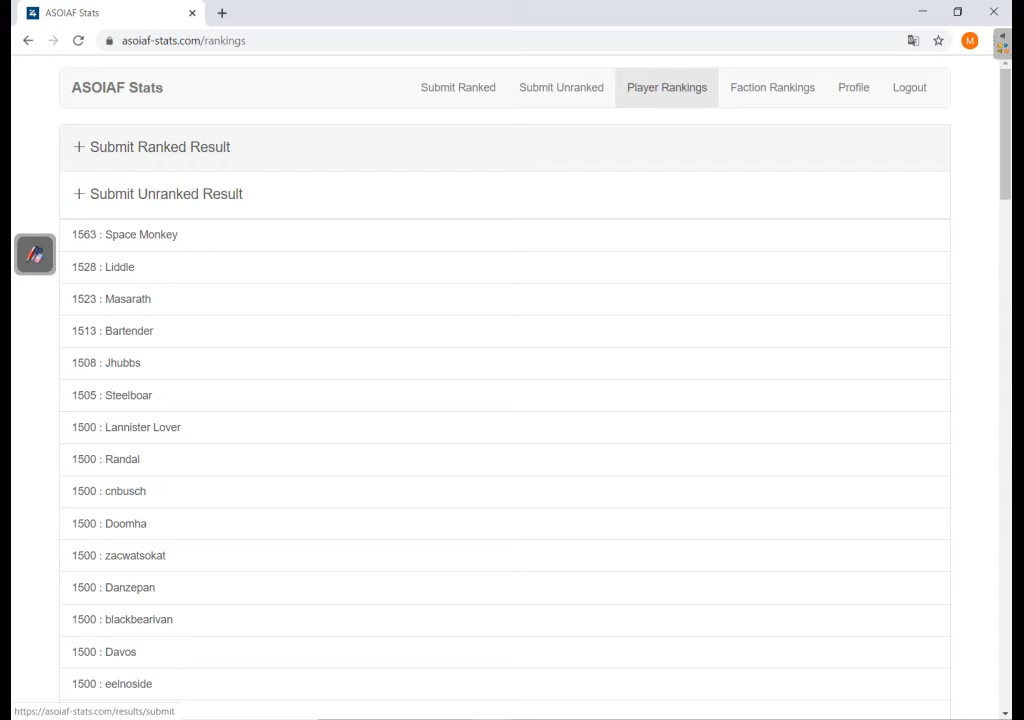 ASOIAF Stats
asoiaf-stats.com/rankings
M
ASOIAF Stats
Submit Ranked
Submit Unranked
Player Rankings
Faction Rankings
Profile
Logout
+ Submit Ranked Result
+ Submit Unranked Result
1563 : Space Monkey
1528 : Liddle
1523 : Masarath
1513 : Bartender
1508 : Jhubbs
1505 : Steelboar
1500 : Lannister Lover
1500 : Randal
1500 : cnbusch
1500 : Doomha
1500 : zacwatsokat
1500 : Danzepan
1500 : blackbearivan
1500 : Davos
1500 : eelnoside
https://asoiaf-stats.com/results/submit